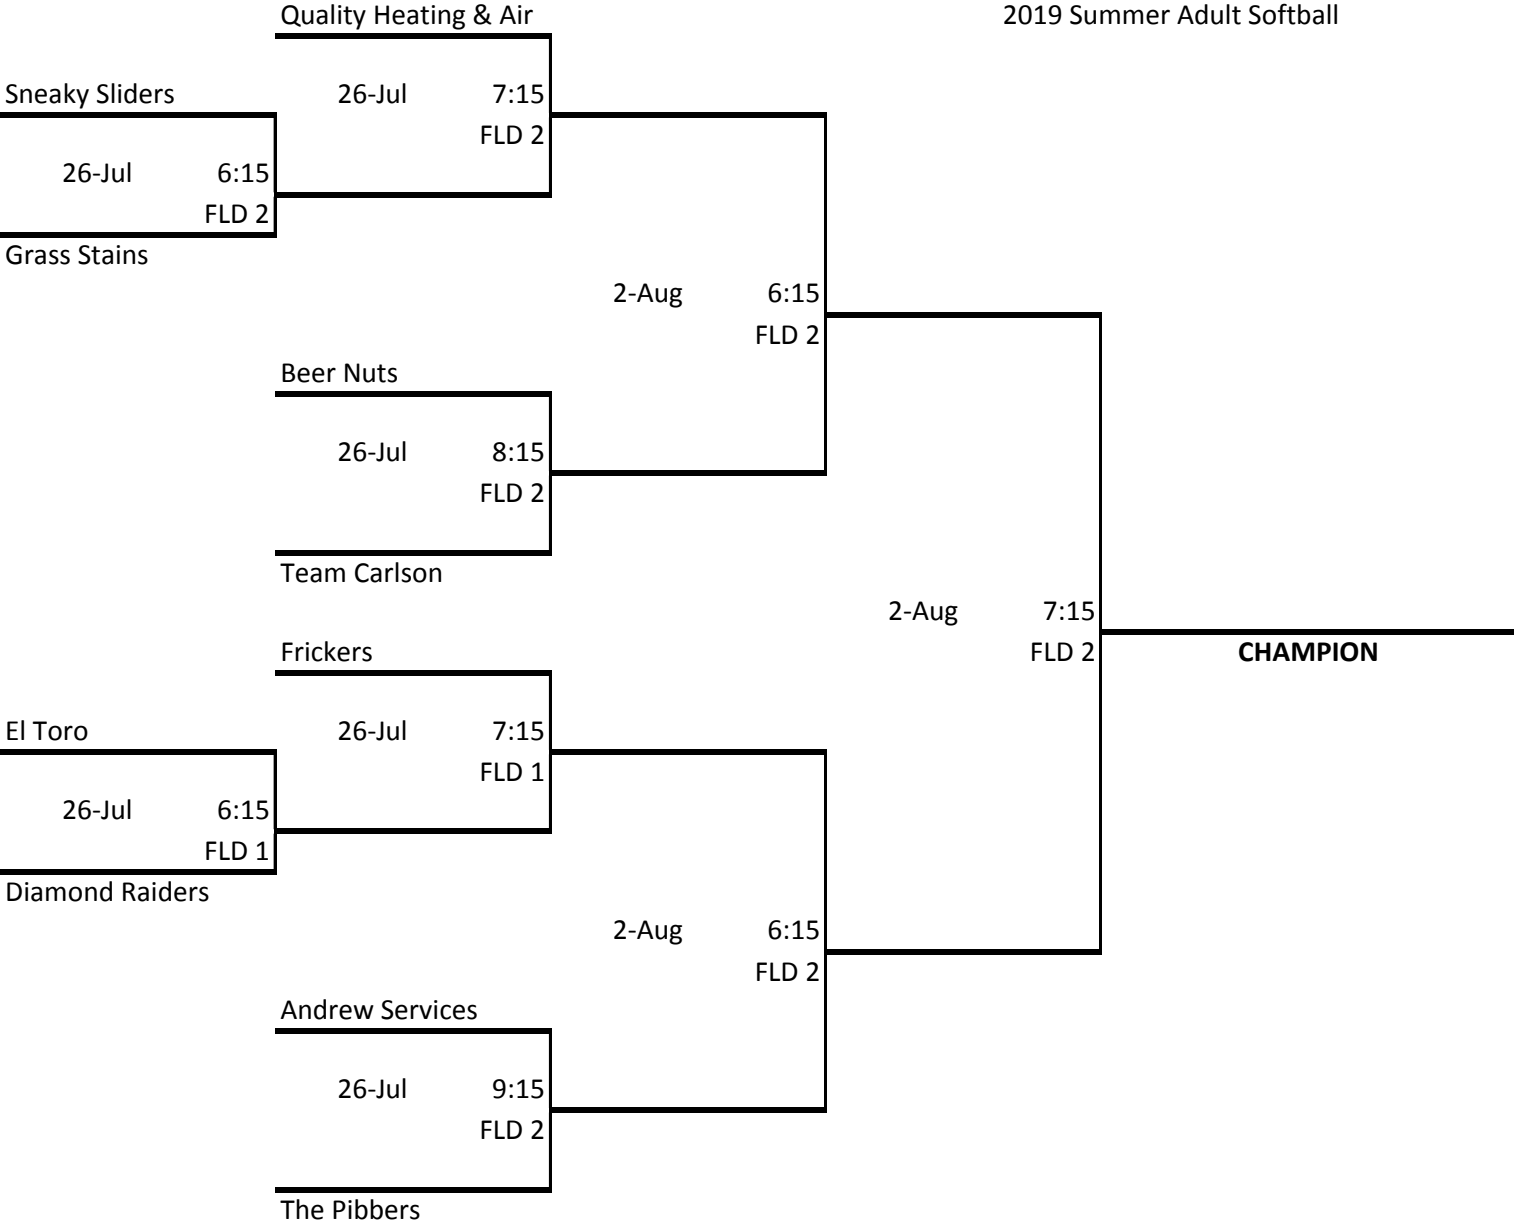 Quality Heating & Air
2019 Summer Adult Softball
Sneaky Sliders
26-Jul 7:15
FLD 2
26-Jul 6:15
FLD 2
Grass Stains
2-Aug 6:15
FLD 2
Beer Nuts
26-Jul 8:15
FLD 2
Team Carlson
2-Aug 7:15
FLD 2
CHAMPION
Frickers
El Toro
26-Jul 7:15
FLD 1
26-Jul 6:15
FLD 1
Diamond Raiders
2-Aug 6:15
FLD 2
Andrew Services
26-Jul 9:15
FLD 2
The Pibbers